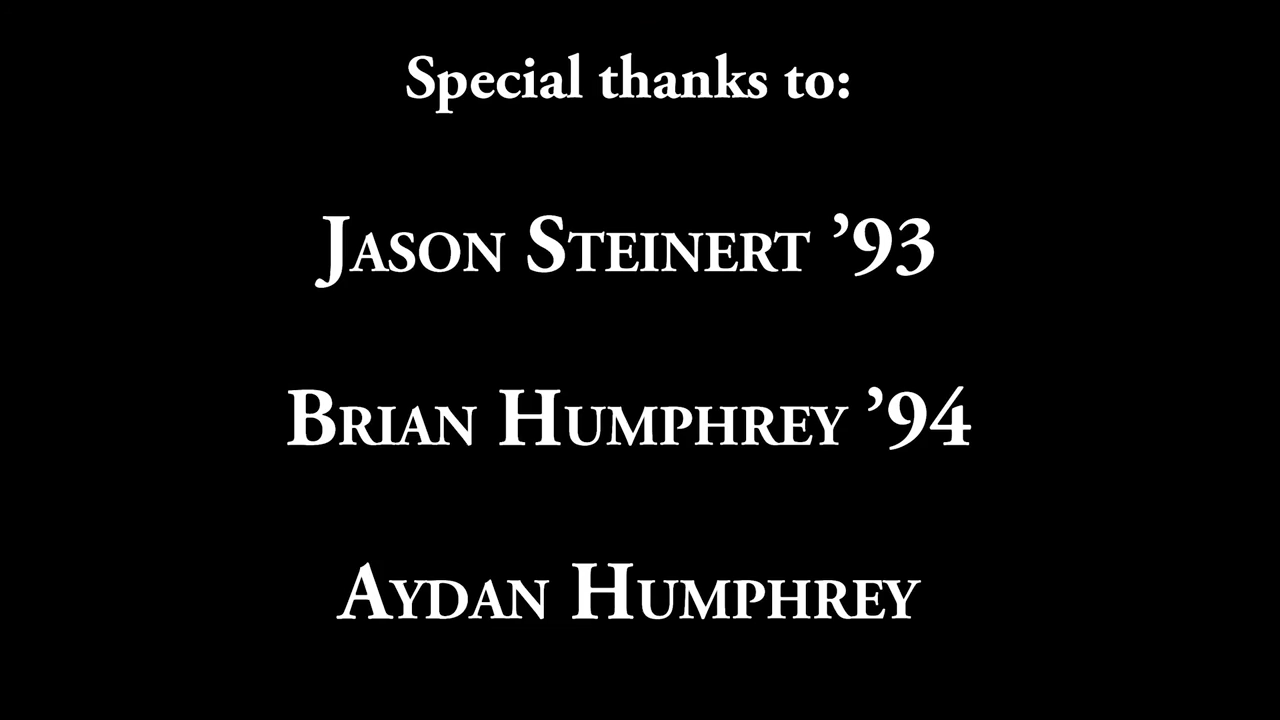 Special thanks to:
Jason Steinert ’93
Brian Humphrey ’94
Aydan Humphrey